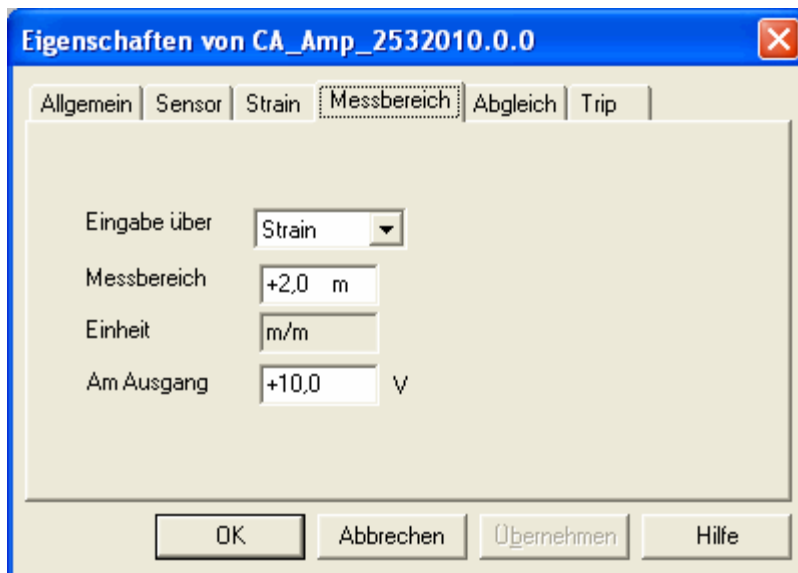 Eigenschaften von CA_Amp_2532010.0.0
Allgemein Sensor Strain Messbereich Abgleich Trip
Eingabe über Strain
Messbereich +2,0 m
Einheit m/m
Am Ausgang +10,0 V
OK Abbrechen Übernehmen Hilfe